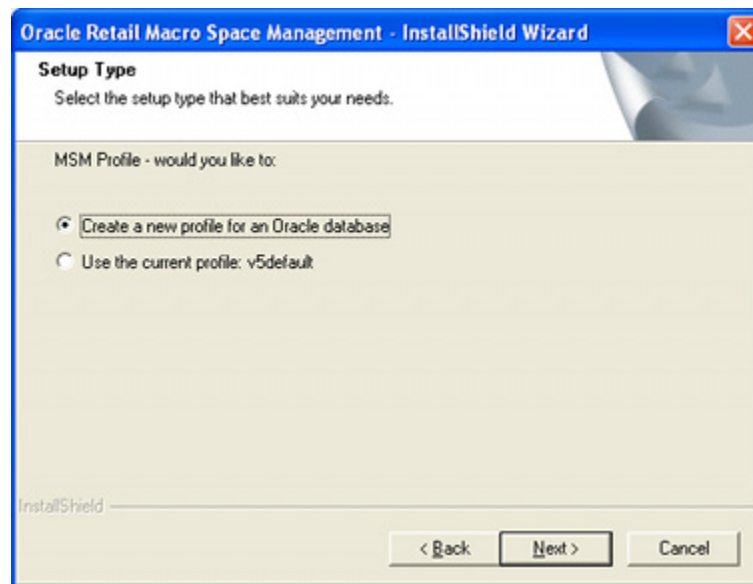 Oracle Retail Macro Space Management - InstallShield Wizard
Setup Type
Select the setup type that best suits your needs.
MSM Profile - would you like to:
Create a new profile for an Oracle database
Use the current profile: v5default
InstallShield
< Back
Next >
Cancel